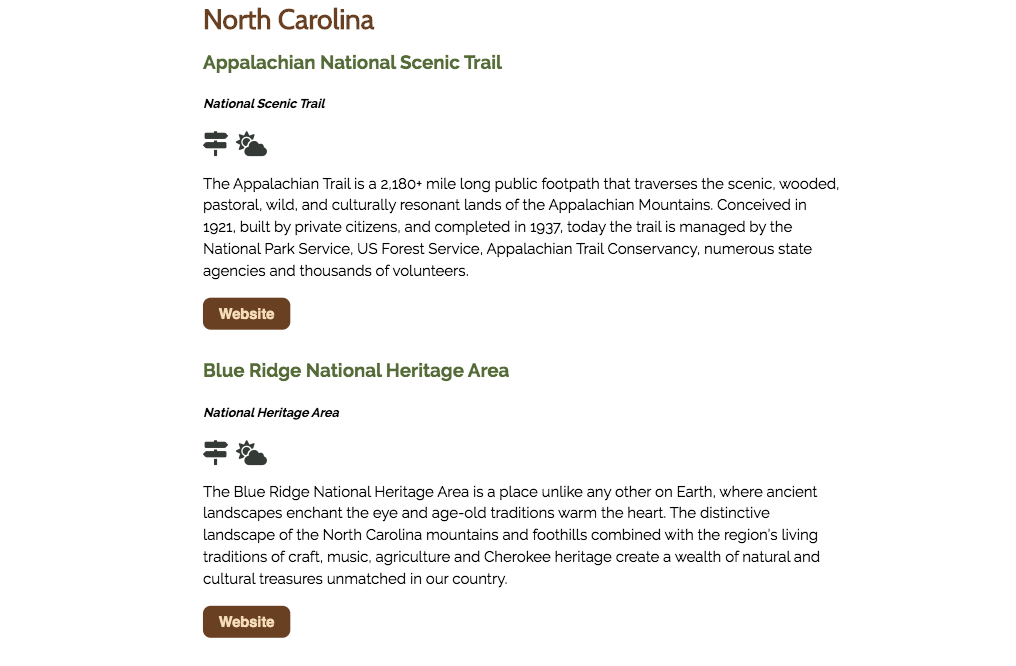 North Carolina
Appalachian National Scenic Trail
National Scenic Trail
The Appalachian Trail is a 2,180+ mile long public footpath that traverses the scenic, wooded,
pastoral, wild, and culturally resonant lands of the Appalachian Mountains. Conceived in
1921, built by private citizens, and completed in 1937, today the trail is managed by the
National Park Service, US Forest Service, Appalachian Trail Conservancy, numerous state
agencies and thousands of volunteers.
Website
Blue Ridge National Heritage Area
National Heritage Area
The Blue Ridge National Heritage Area is a place unlike any other on Earth, where ancient
landscapes enchant the eye and age-old traditions warm the heart. The distinctive
landscape of the North Carolina mountains and foothills combined with the region's living
traditions of craft, music, agriculture and Cherokee heritage create a wealth of natural and
cultural treasures unmatched in our country.
Website